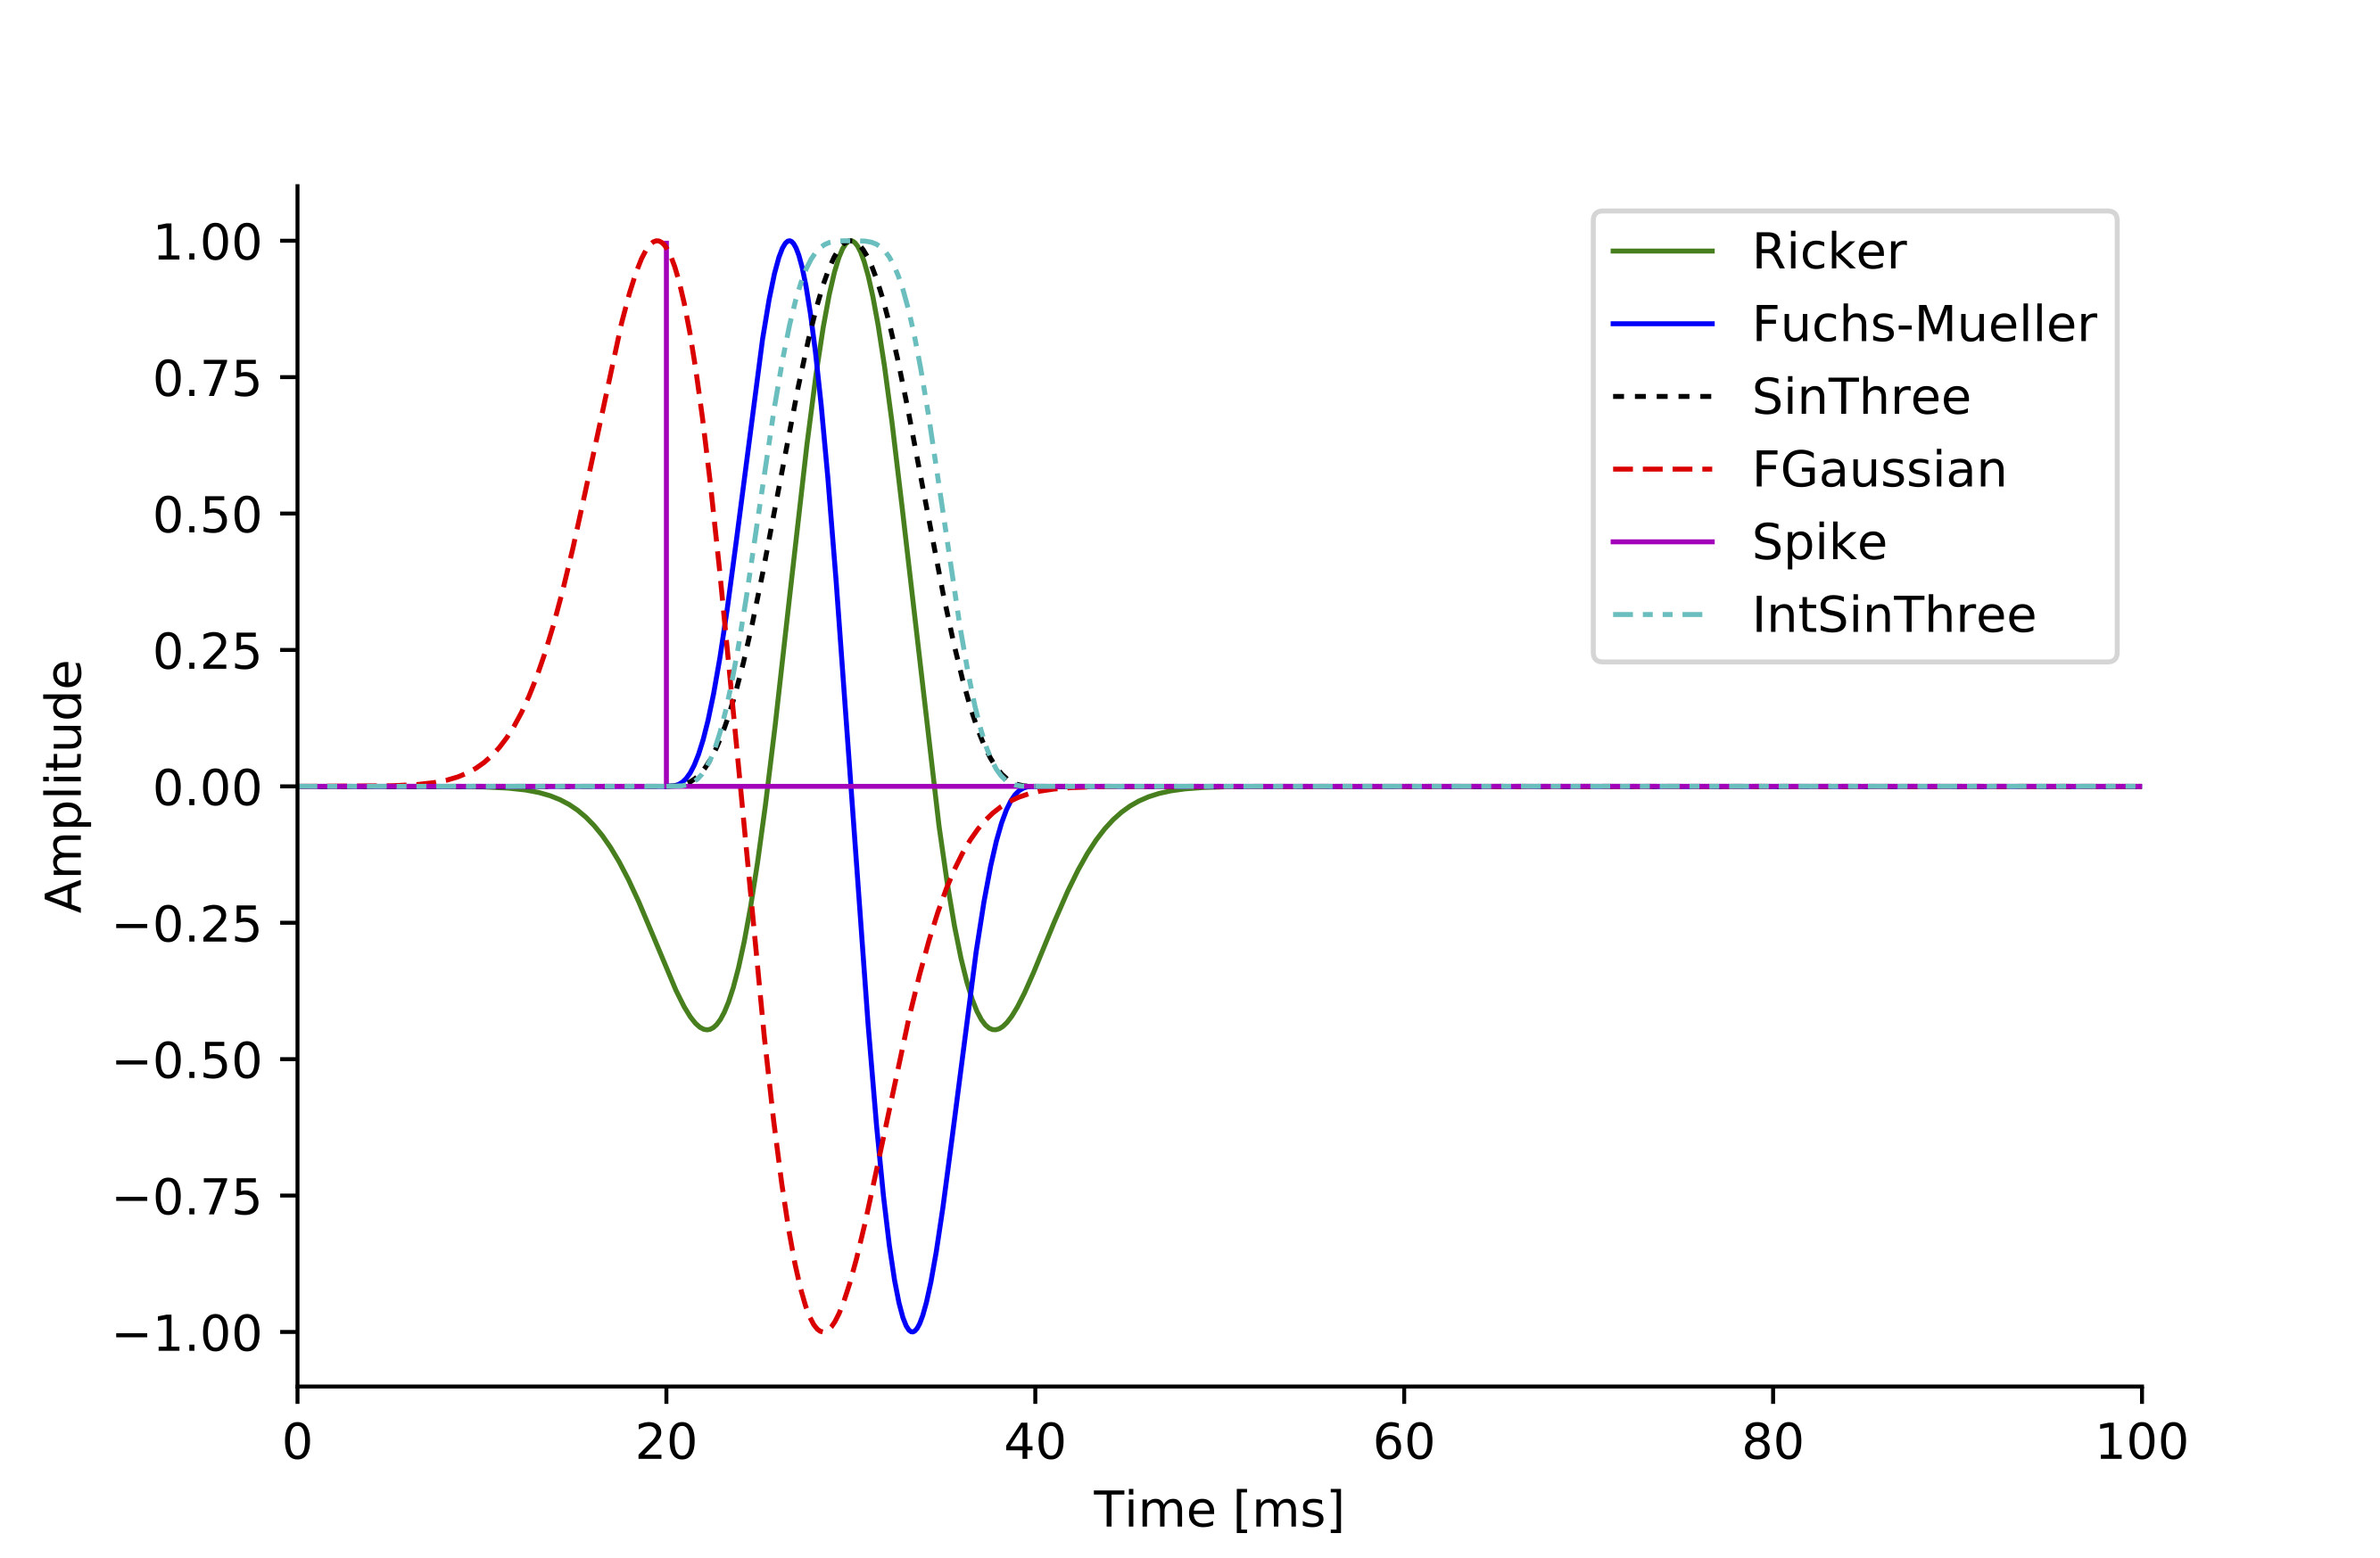 1.00
0.75
0.50
0.25
0.00
−0.25
−0.50
−0.75
−1.00
Amplitude
0 20 40 60 80 100
Time [ms]
Ricker
Fuchs-Mueller
SinThree
FGaussian
Spike
IntSinThree